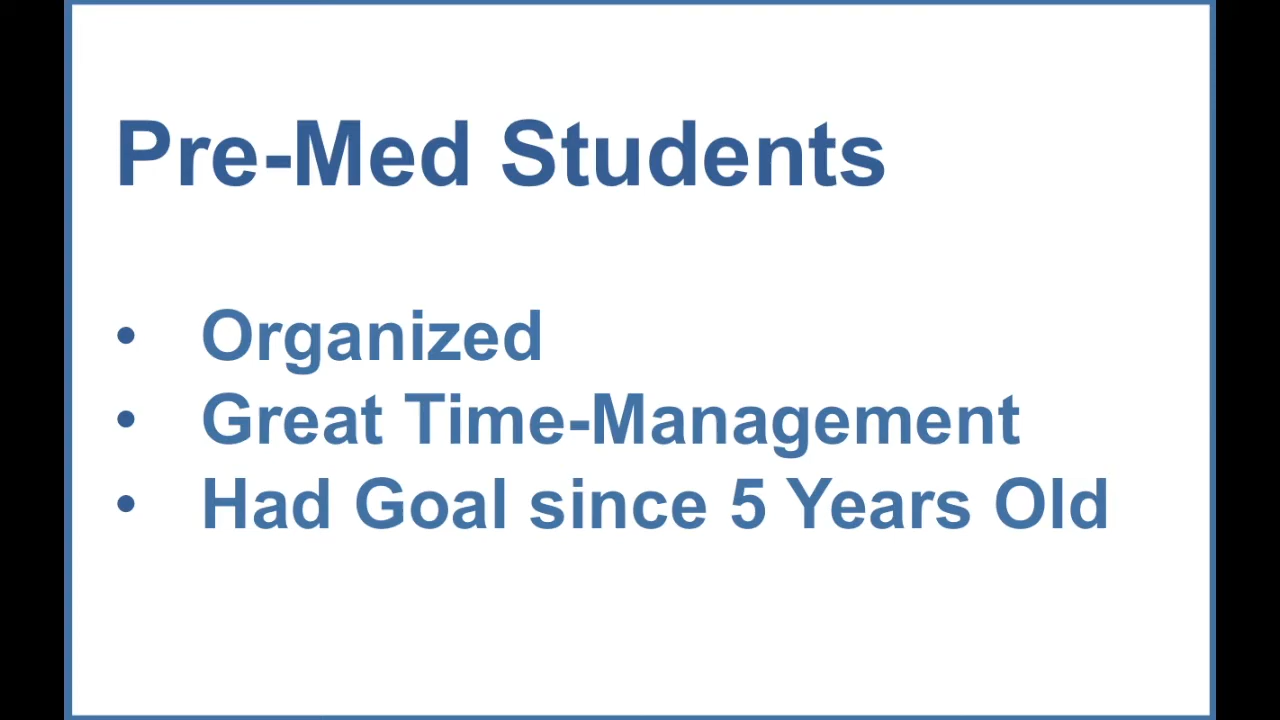 Pre-Med Students
• Organized
• Great Time-Management
• Had Goal since 5 Years Old